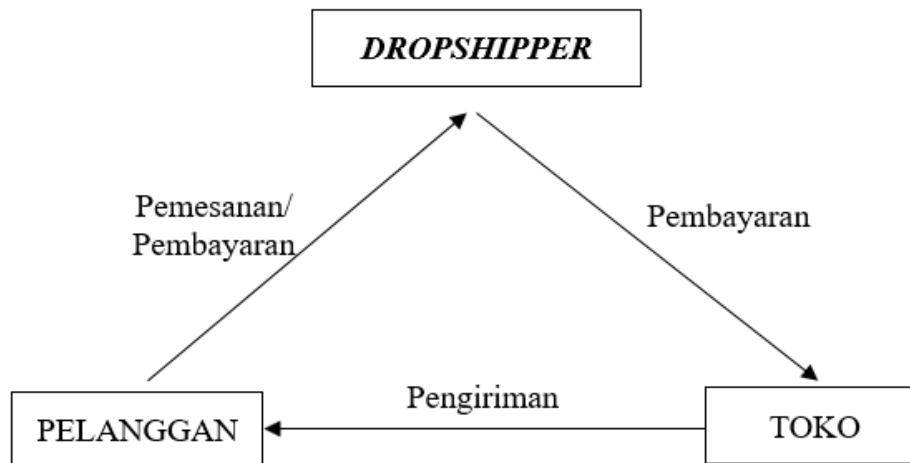 DROPSHIPPER
Pemesanan/
Pembayaran
Pembayaran
Pengiriman
PELANGGAN
TOKO